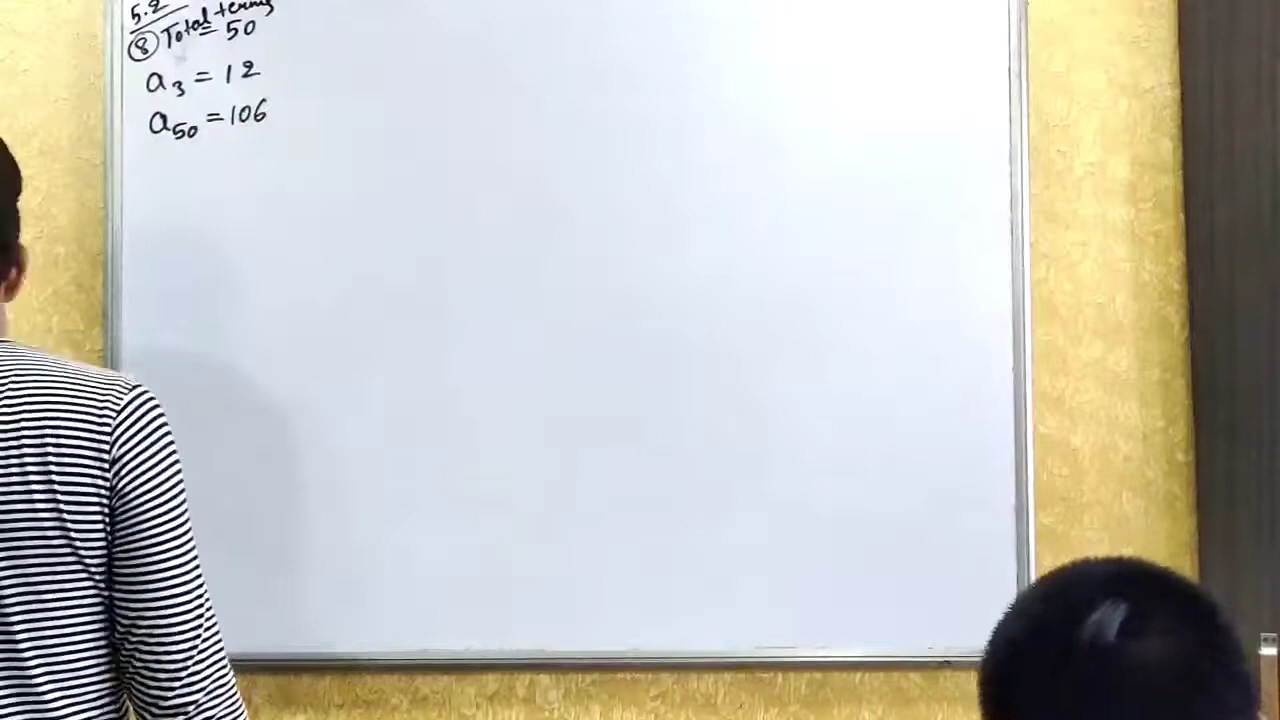 5.2
⑧ Total terms = 50
a₃ = 12
a₅₀ = 106